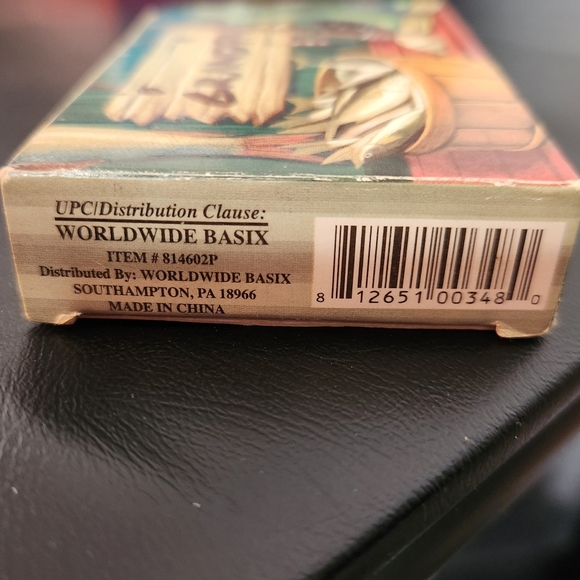 UPC/Distribution Clause:
WORLDWIDE BASIX
ITEM # 814602P
Distributed By: WORLDWIDE BASIX
SOUTHAMPTON, PA 18966
MADE IN CHINA
8 12651 00348 0